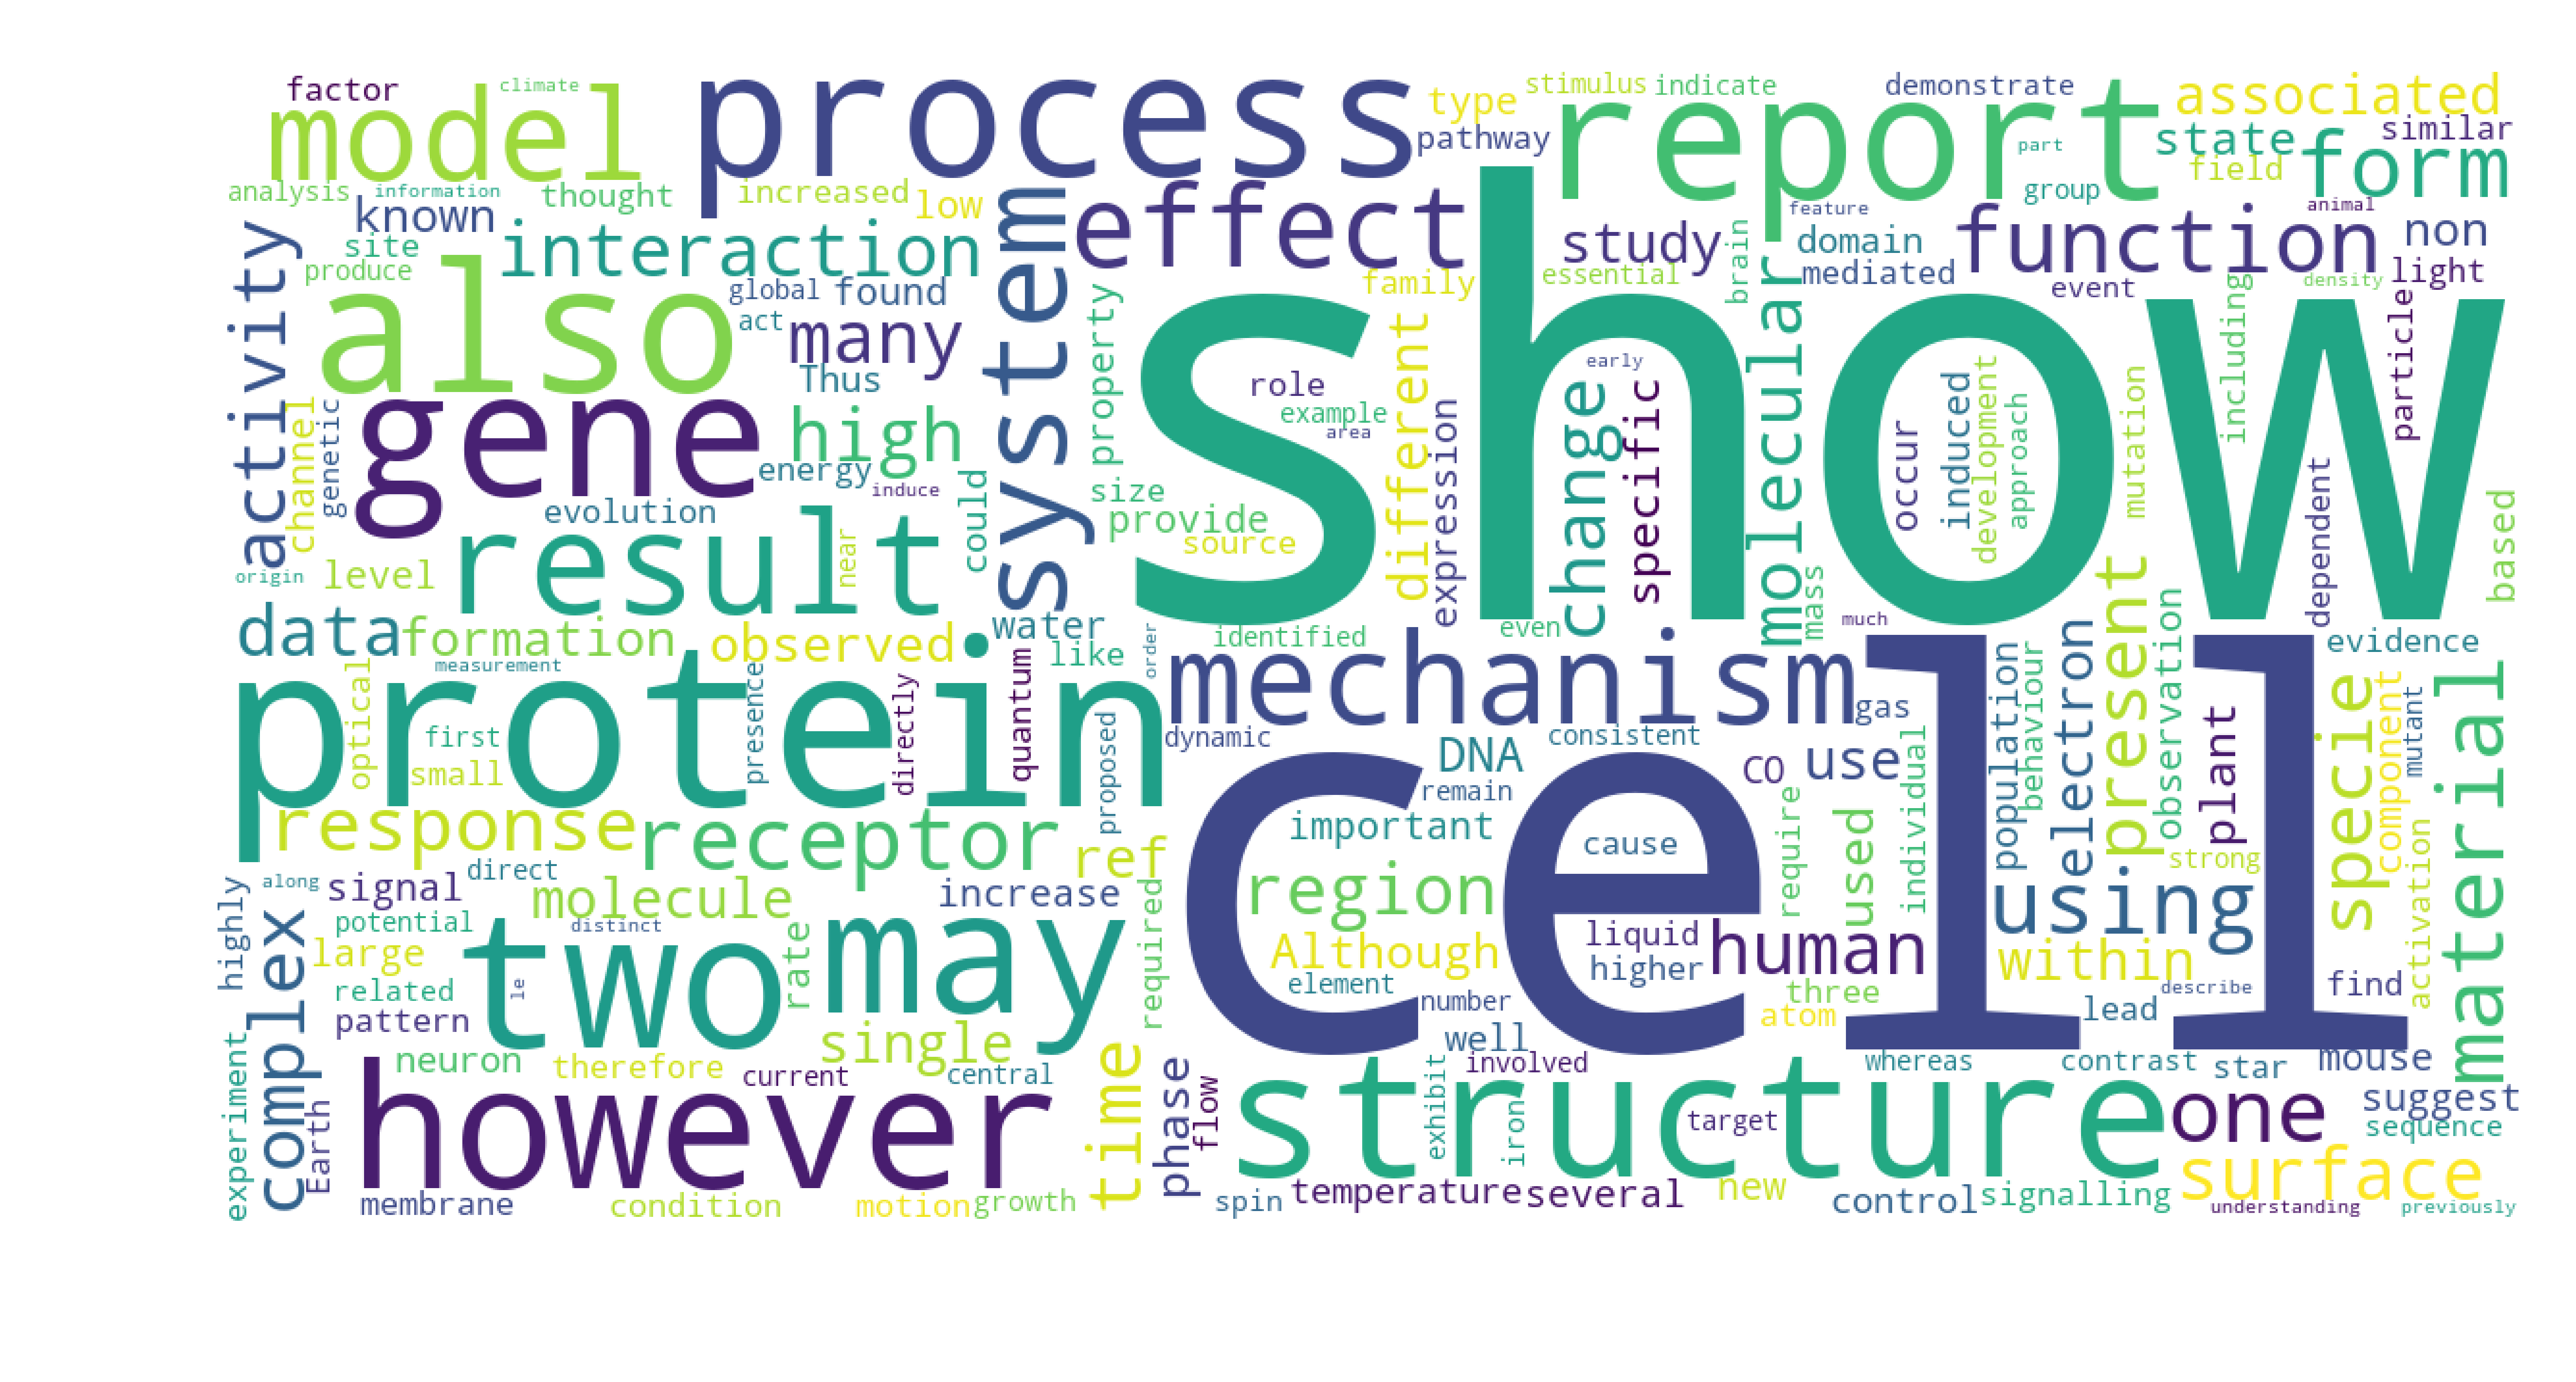 factor
climate
model
process
type
stimulus
indicate
demonstrate
associated
pathway
report
part
state
similar
field
form
analysis
information
thought
increased
low
known
system
effect
show
study
feature
group
animal
function
non
site
interaction
activity
produce
also
global
found
act
many
Thus
property
family
essential
brain
molecular
domain
mediated
event
density
light
including
particle
gene
channel
genetic
high
energy
induce
could
size
provide
source
role
example
area
different
expression
change
early
specific
occur
induced
development
approach
mutation
dependent
based
evolution
result
near
origin
level
data
formation
observed
water
like
order
identified
even
mass
much
evidence
measurement
protein
optical
first
small
presence
directly
quantum
proposed
mechanism
dynamic
DNA
consistent
gas
cell
CO
use
population
behaviour
electron
present
observation
plant
specie
component
mutant
material
remain
important
cause
require
used
individual
strong
activation
response
receptor
ref
direct
along
signal
highly
complex
molecule
increase
required
region
potential
distinct
large
two
rate
may
le
related
pattern
Although
liquid
higher
human
using
within
element
number
three
atom
describe
find
lead
single
well
neuron
therefore
current
central
time
phase
flow
involved
whereas
contrast
star
mouse
experiment
Earth
however
structure
exhibit
iron
target
one
suggest
sequence
surface
membrane
condition
motion
growth
spin
temperature
several
new
control
signalling
understanding
previously